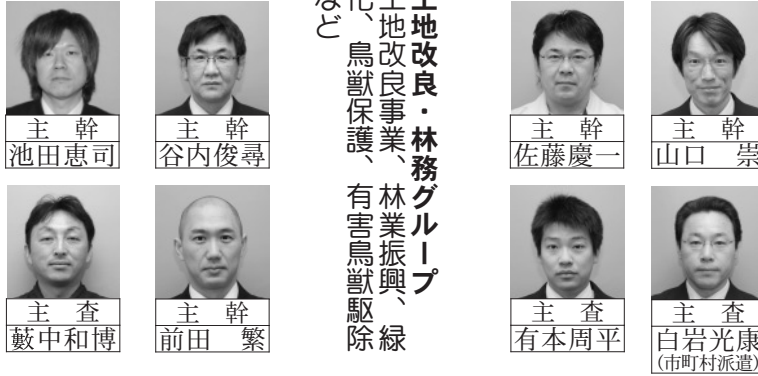 主　幹
山口　崇
主　幹
佐藤慶一
主　査
白岩光康
(市町村派遣)
主　査
有本周平
土地改良・林務グループ
土地改良事業、林業振興、緑
化、鳥獣保護、有害鳥獣駆除
など
主　幹
谷内俊尋
主　幹
池田恵司
主　幹
前田　繁
主　査
藪中和博